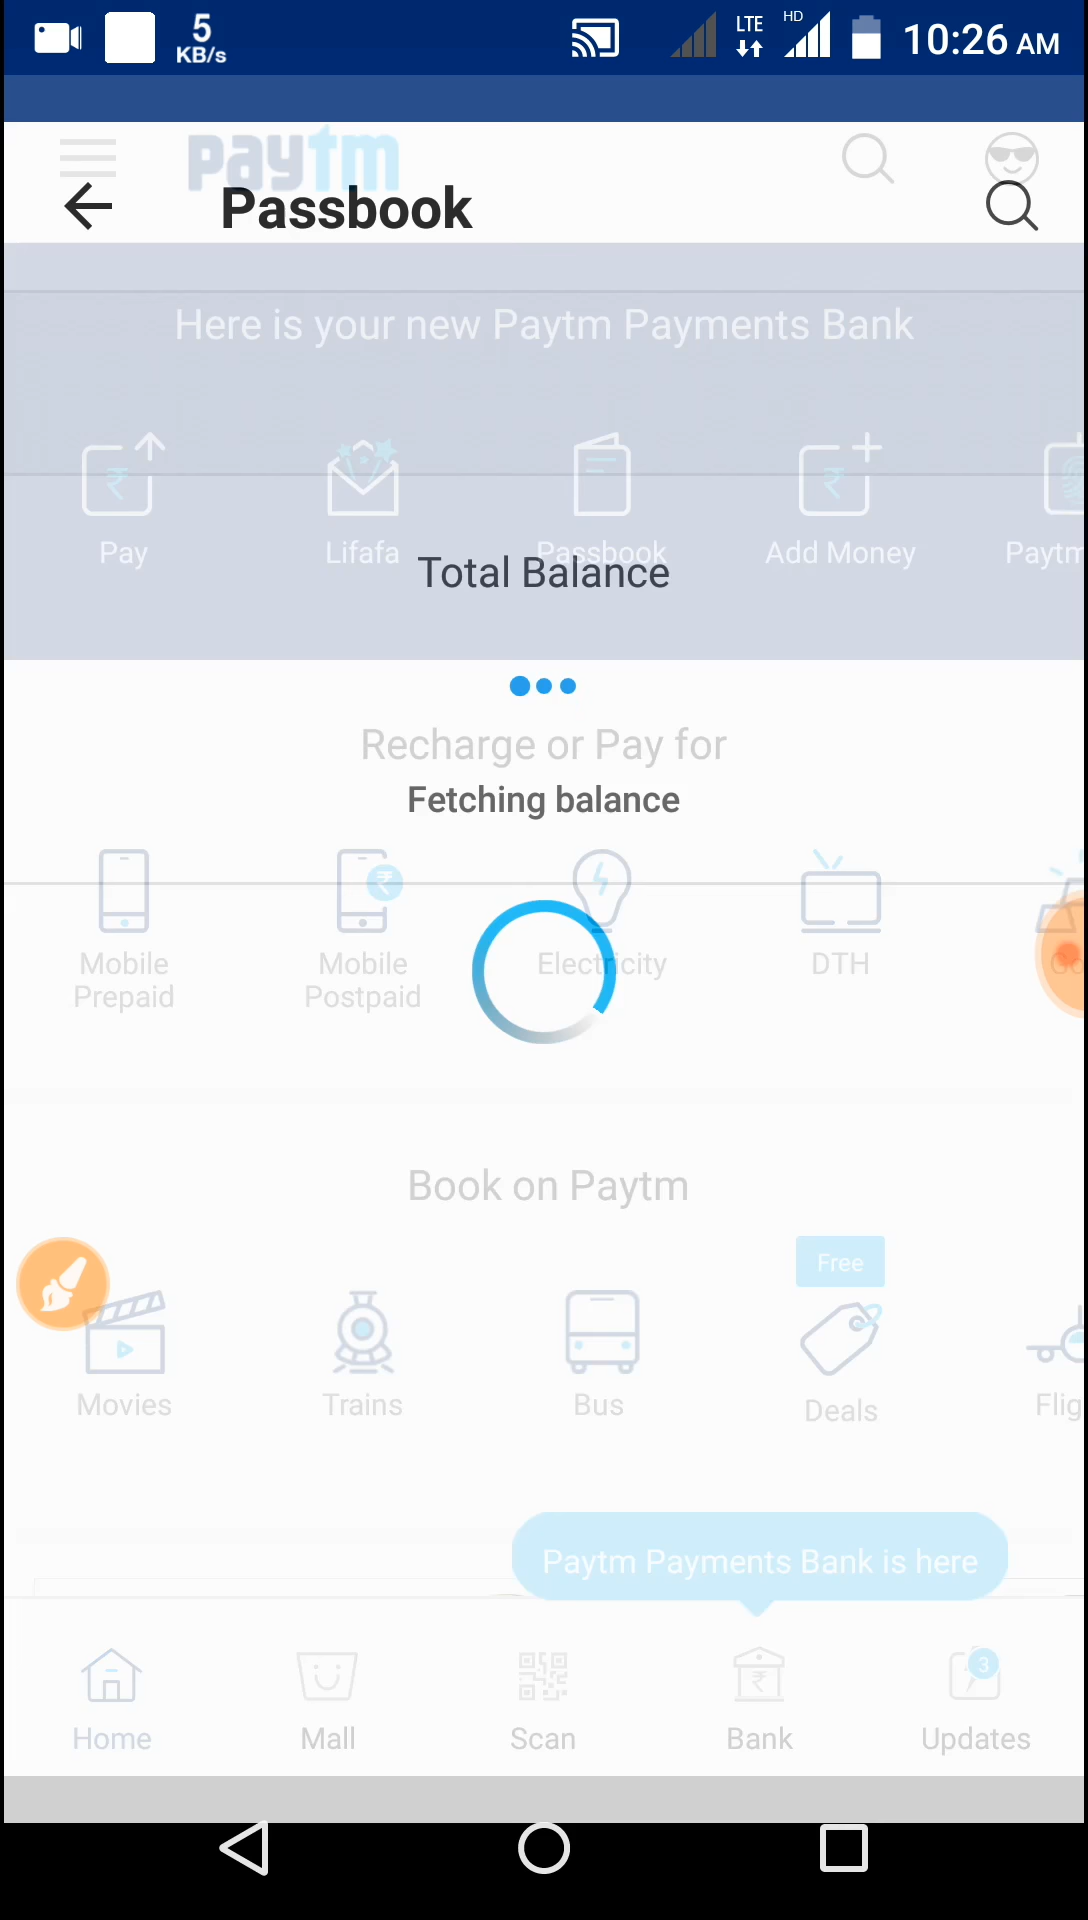 5
KB/s
LTE
HD
10:26 AM
paytm
Passbook
Here is your new Paytm Payments Bank
Pay
Lifafa
Passbook
Add Money
Paytm
Total Balance
Recharge or Pay for
Fetching balance
Mobile
Prepaid
Mobile
Postpaid
Electricity
DTH
Book on Paytm
Free
Movies
Trains
Bus
Deals
Flig
Paytm Payments Bank is here
3
Home
Mall
Scan
Bank
Updates